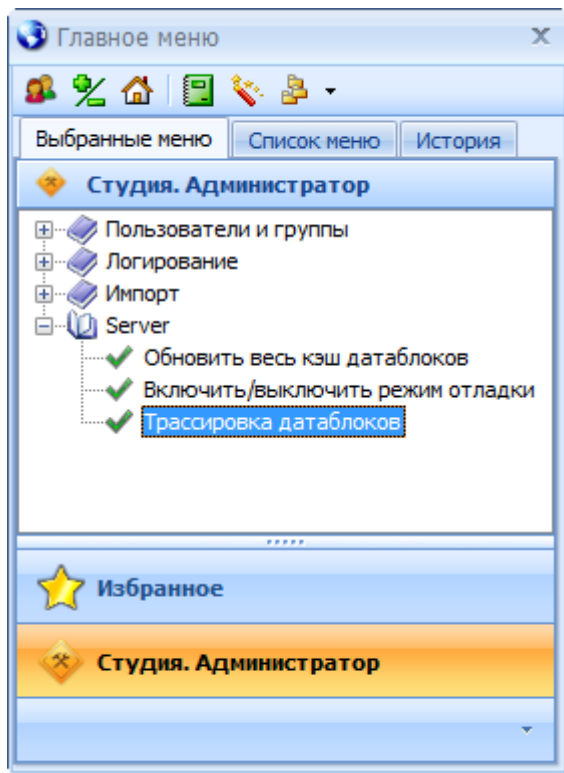 Главное меню
Выбранные меню Список меню История
Студия. Администратор
Пользователи и группы
Логирование
Импорт
Server
Обновить весь кэш датаблоков
Включить/выключить режим отладки
Трассировка датаблоков
Избранное
Студия. Администратор